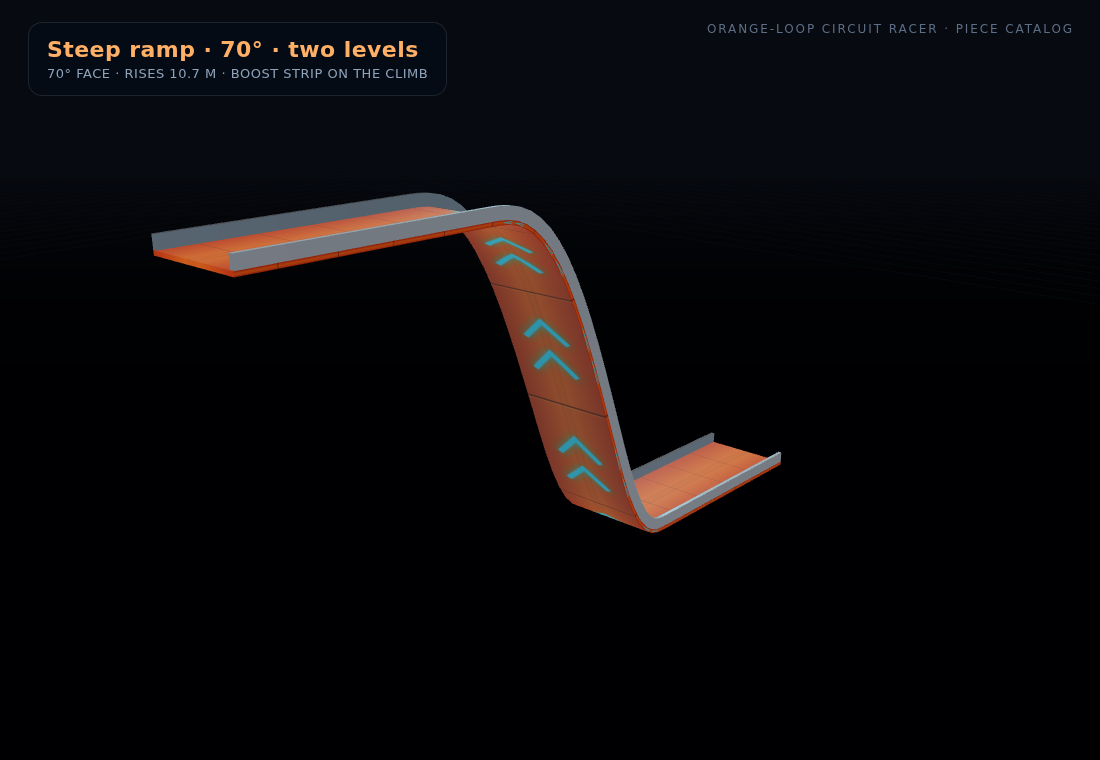 Steep ramp · 70° · two levels
70° FACE · RISES 10.7 M · BOOST STRIP ON THE CLIMB
ORANGE-LOOP CIRCUIT RACER · PIECE CATALOG